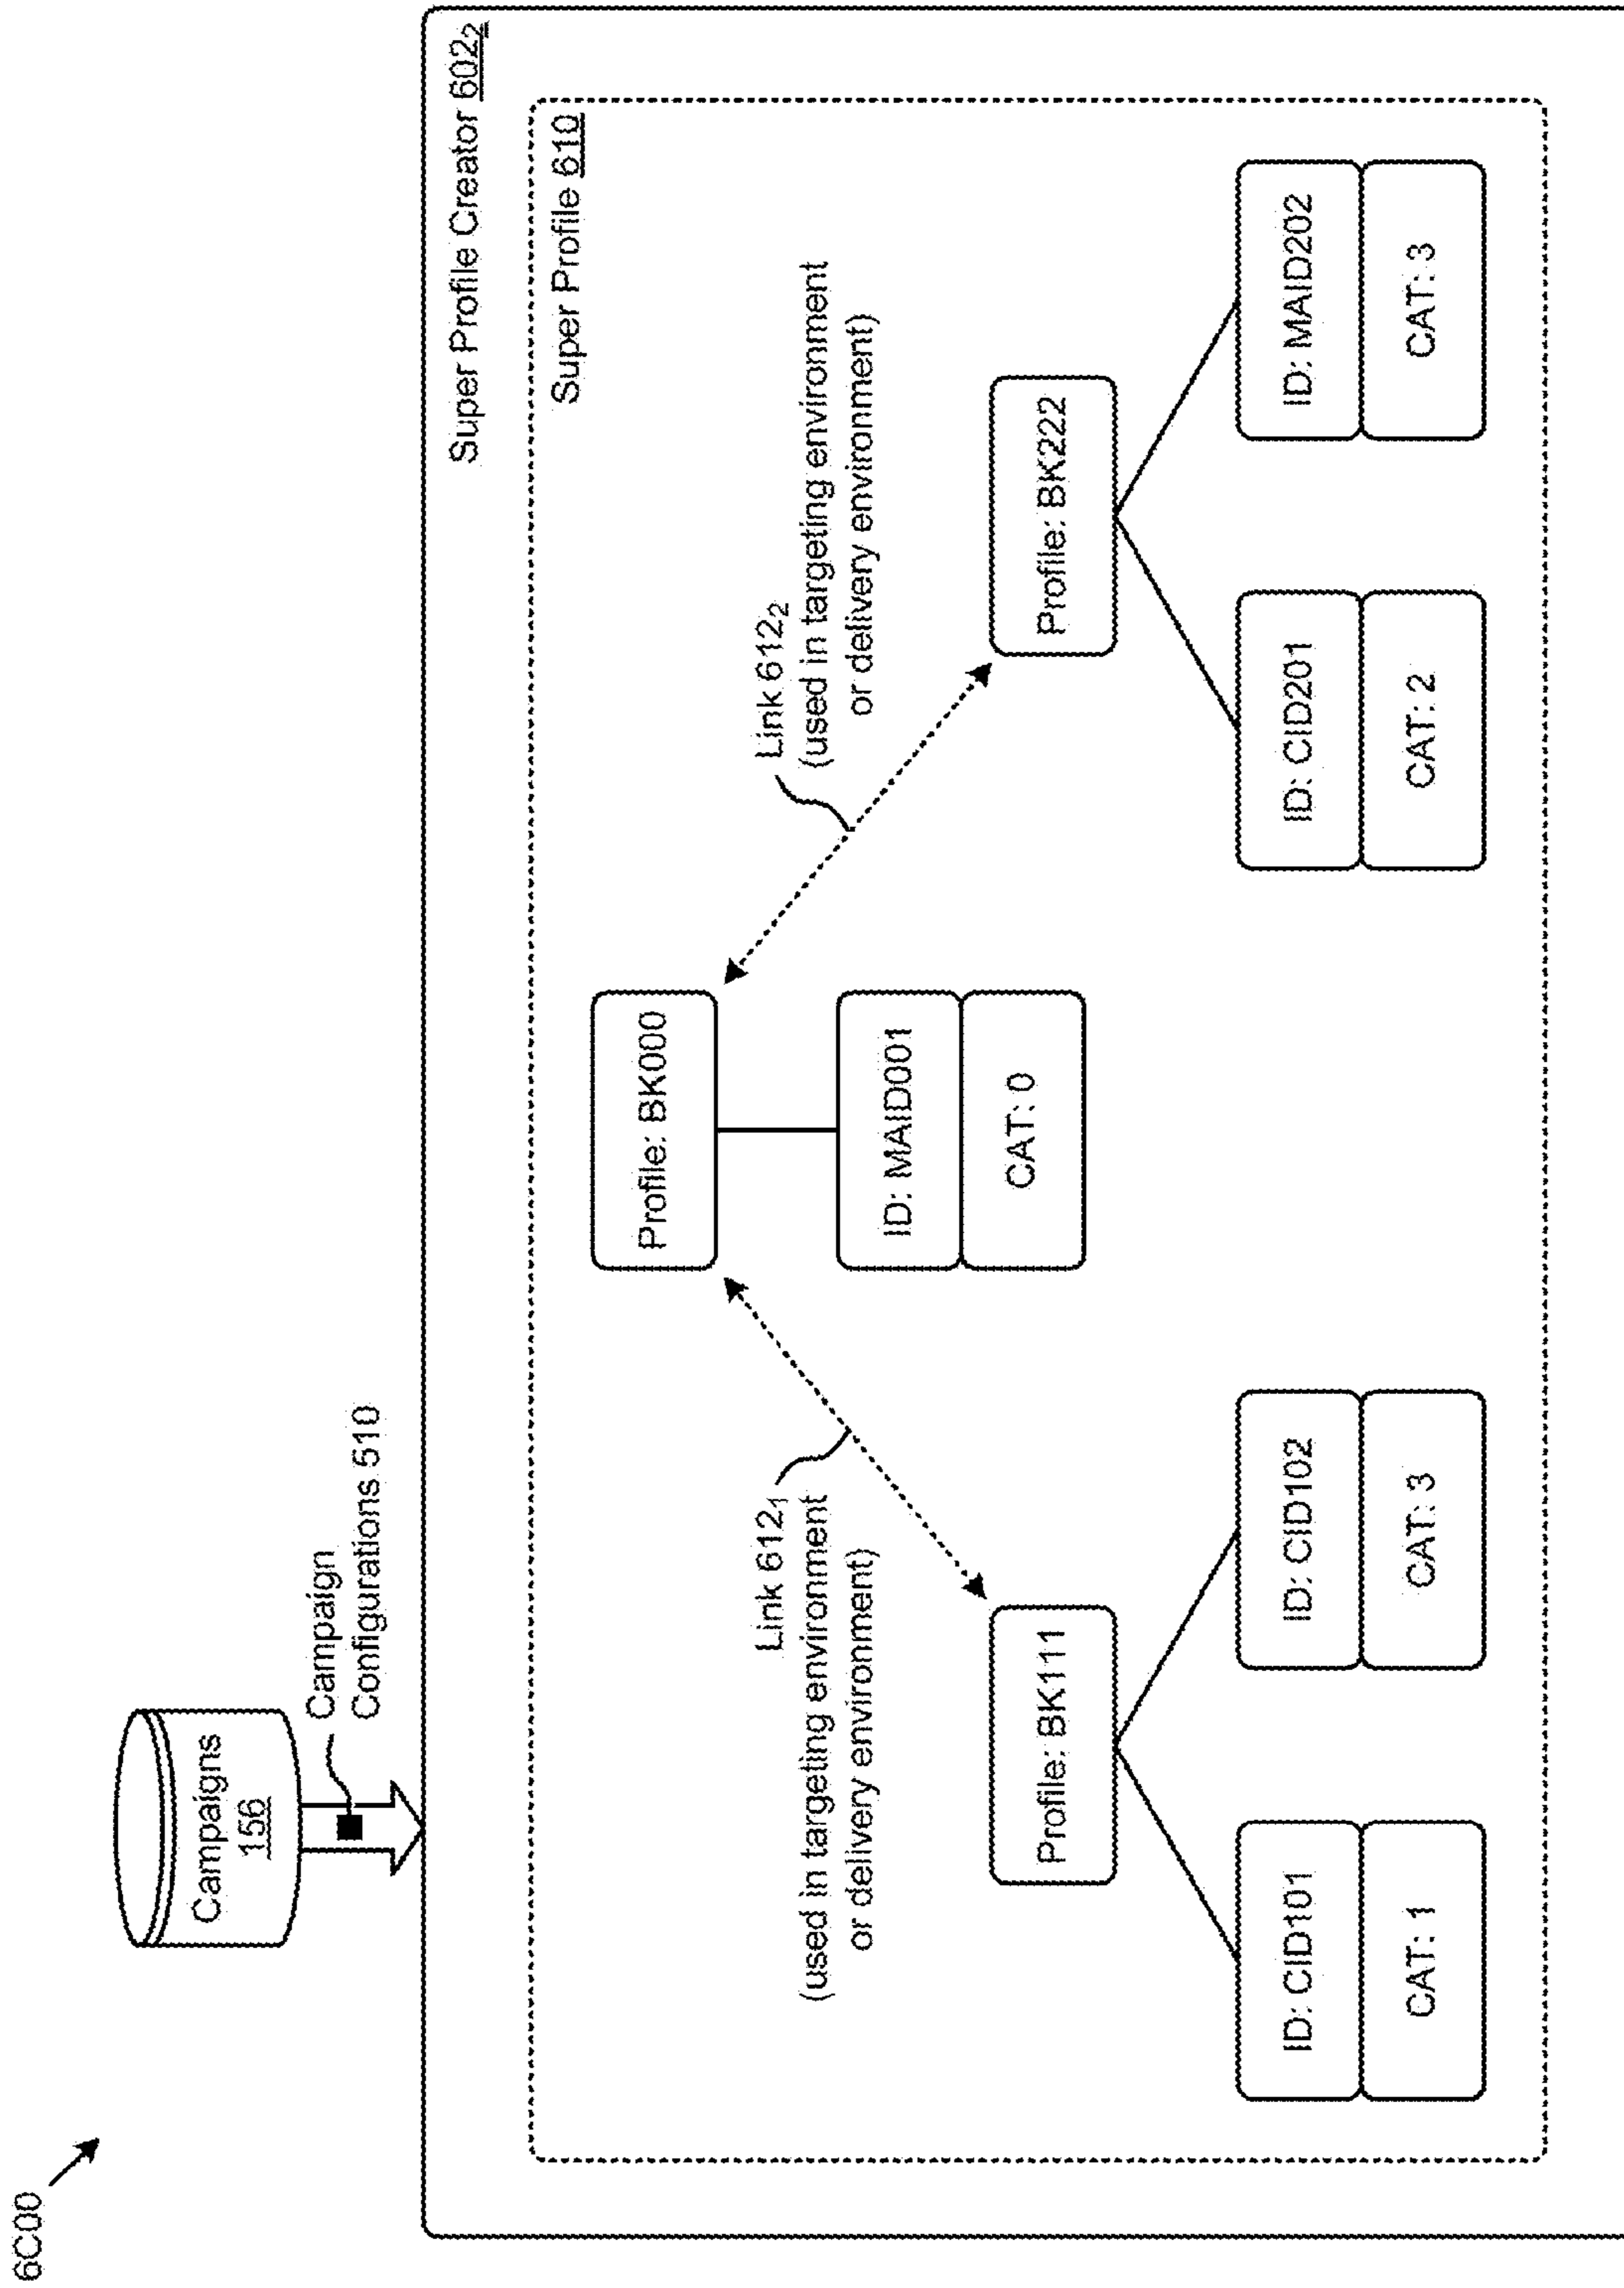 6C00
Campaigns
156
Campaign
Configurations 510
Super Profile Creator 602₂
Super Profile 610
Profile: BK000
ID: MAID001
CAT: 0
Link 612₁
(used in targeting environment
or delivery environment)
Link 612₂
(used in targeting environment
or delivery environment)
Profile: BK111
ID: CID101
CAT: 1
ID: CID102
CAT: 3
Profile: BK222
ID: CID201
CAT: 2
ID: MAID202
CAT: 3